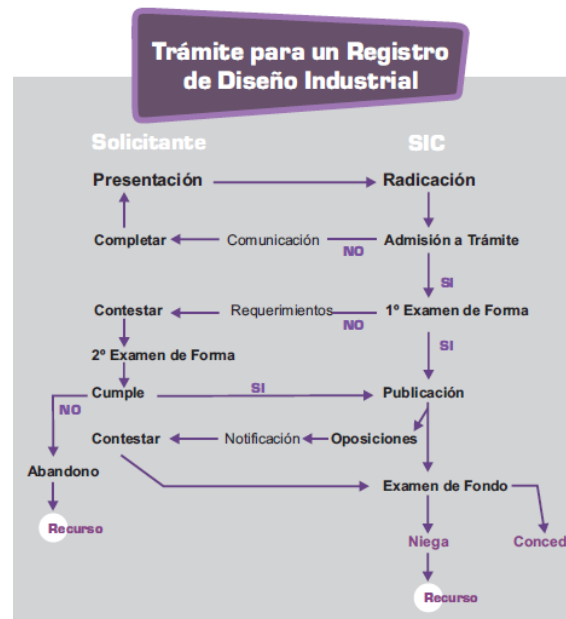 Trámite para un Registro
de Diseño Industrial
Solicitante SIC
Presentación Radicación
Completar Comunicación NO Admisión a Trámite
SI
Contestar Requerimientos NO 1º Examen de Forma
SI
2º Examen de Forma
Cumple SI Publicación
NO
Contestar Notificación Oposiciones
Abandono
Examen de Fondo
Recurso
Niega Conced
Recurso